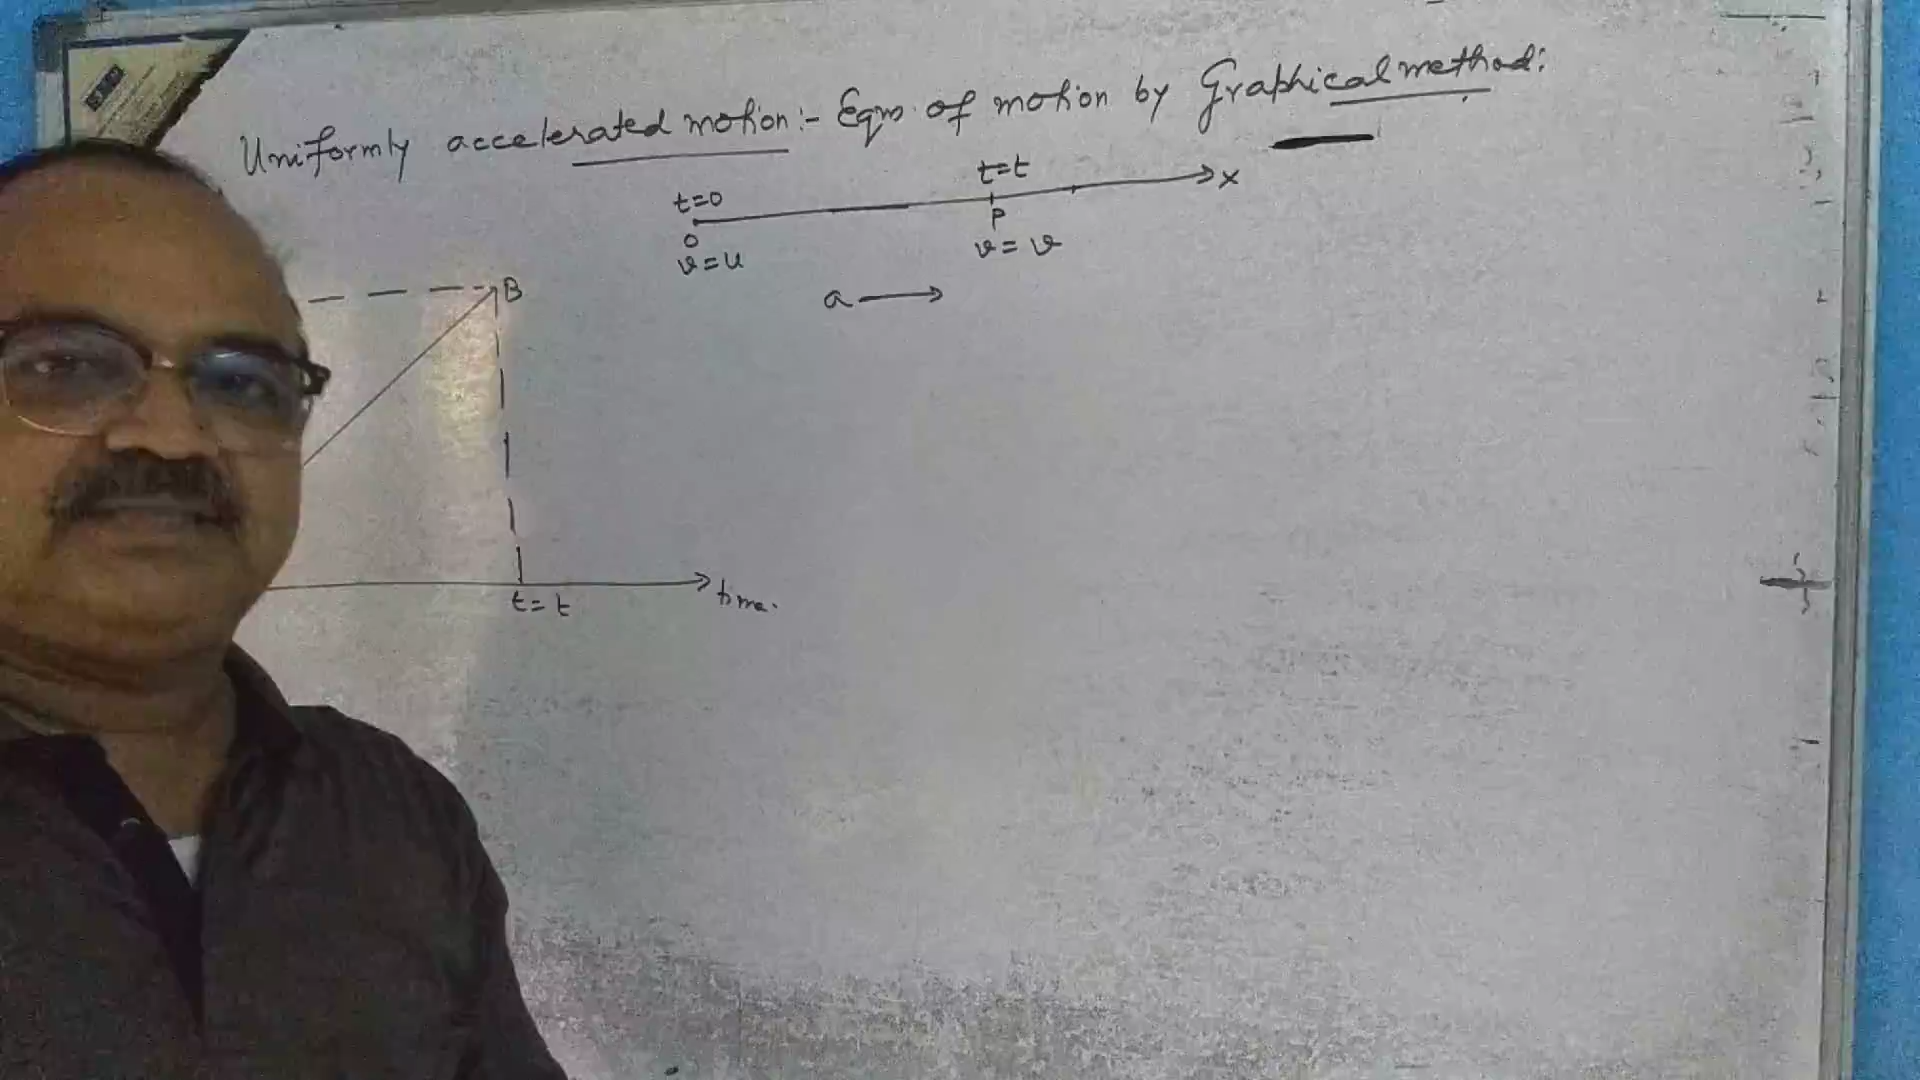 Uniformly accelerated motion:- Eqns of motion by Graphical method:
t=t
t=0
x
P
O
v = v
v = u
B
a
t = t
time.